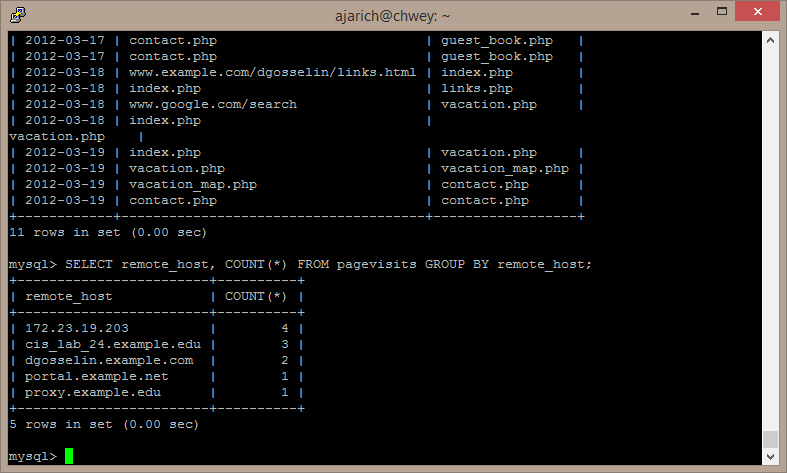 ajarich@chwey: ~
| 2012-03-17 | contact.php                          | guest_book.php   |
| 2012-03-17 | contact.php                          | guest_book.php   |
| 2012-03-18 | www.example.com/dgosselin/links.html | index.php        |
| 2012-03-18 | index.php                            | links.php        |
| 2012-03-18 | www.google.com/search                | vacation.php     |
| 2012-03-18 | index.php                            |
vacation.php    |
| 2012-03-19 | index.php                            | vacation.php     |
| 2012-03-19 | vacation.php                         | vacation_map.php |
| 2012-03-19 | vacation_map.php                     | contact.php      |
| 2012-03-19 | contact.php                          | contact.php      |
+------------+--------------------------------------+------------------+
11 rows in set (0.00 sec)
mysql> SELECT remote_host, COUNT(*) FROM pagevisits GROUP BY remote_host;
+------------------------+----------+
| remote_host            | COUNT(*) |
+------------------------+----------+
| 172.23.19.203          |        4 |
| cis_lab_24.example.edu |        3 |
| dgosselin.example.com  |        2 |
| portal.example.net     |        1 |
| proxy.example.edu      |        1 |
+------------------------+----------+
5 rows in set (0.00 sec)
mysql>